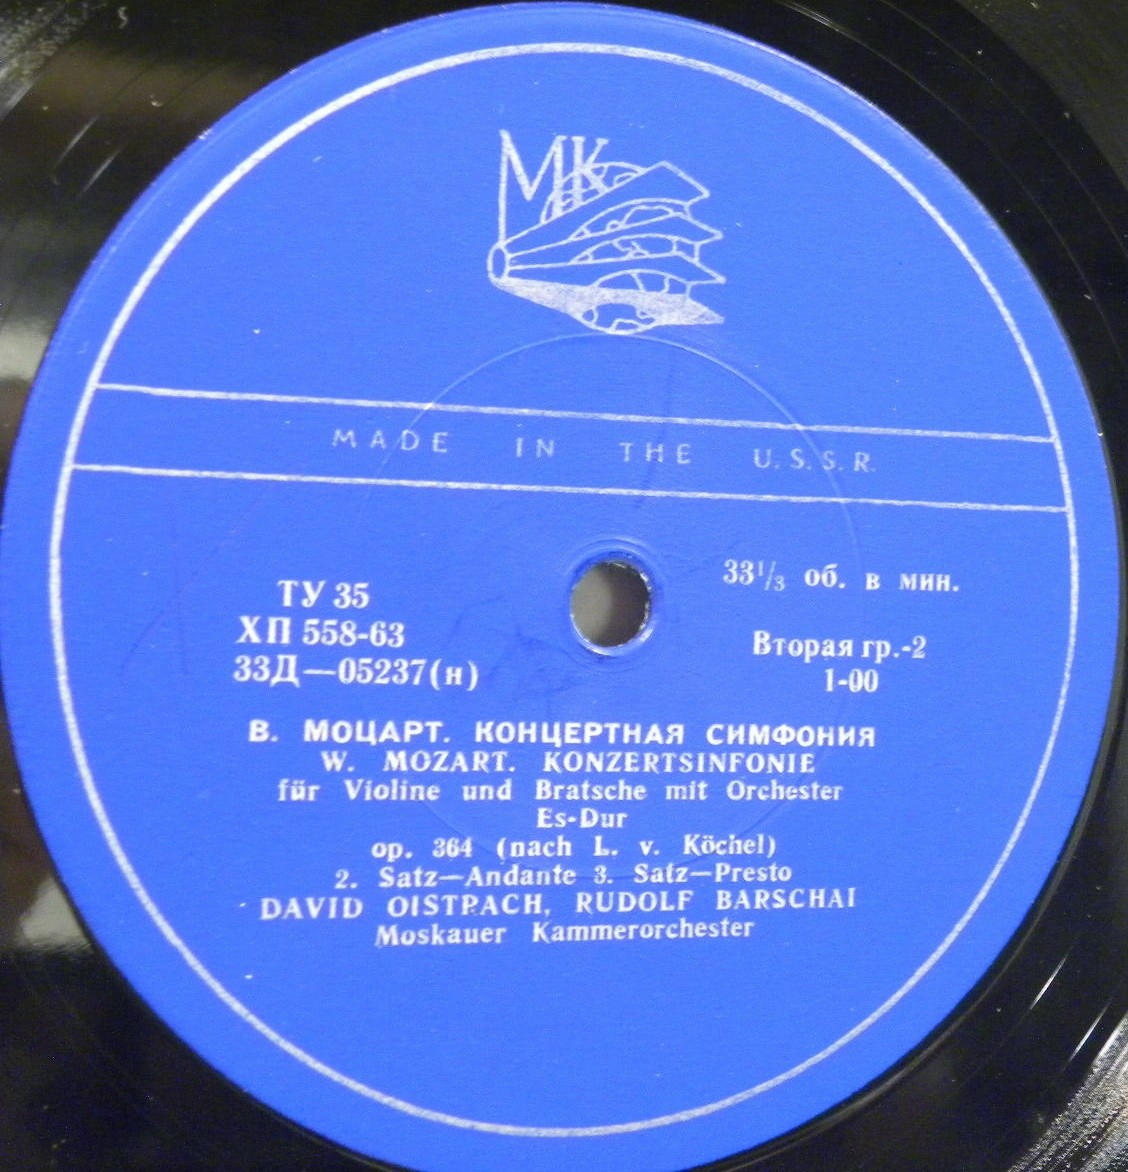 МК
MADE IN THE U.S.S.R.
33⅓ об. в мин.
ТУ 35
ХП 558-63
Вторая гр.-2
33Д—05237(н)
1-00
В. МОЦАРТ. КОНЦЕРТНАЯ СИМФОНИЯ
W. MOZART. KONZERTSINFONIE
für Violine und Bratsche mit Orchester
Es-Dur
op. 364 (nach L. v. Köchel)
2. Satz—Andante 3. Satz—Presto
DAVID OISTRACH, RUDOLF BARSCHAI
Moskauer Kammerorchester